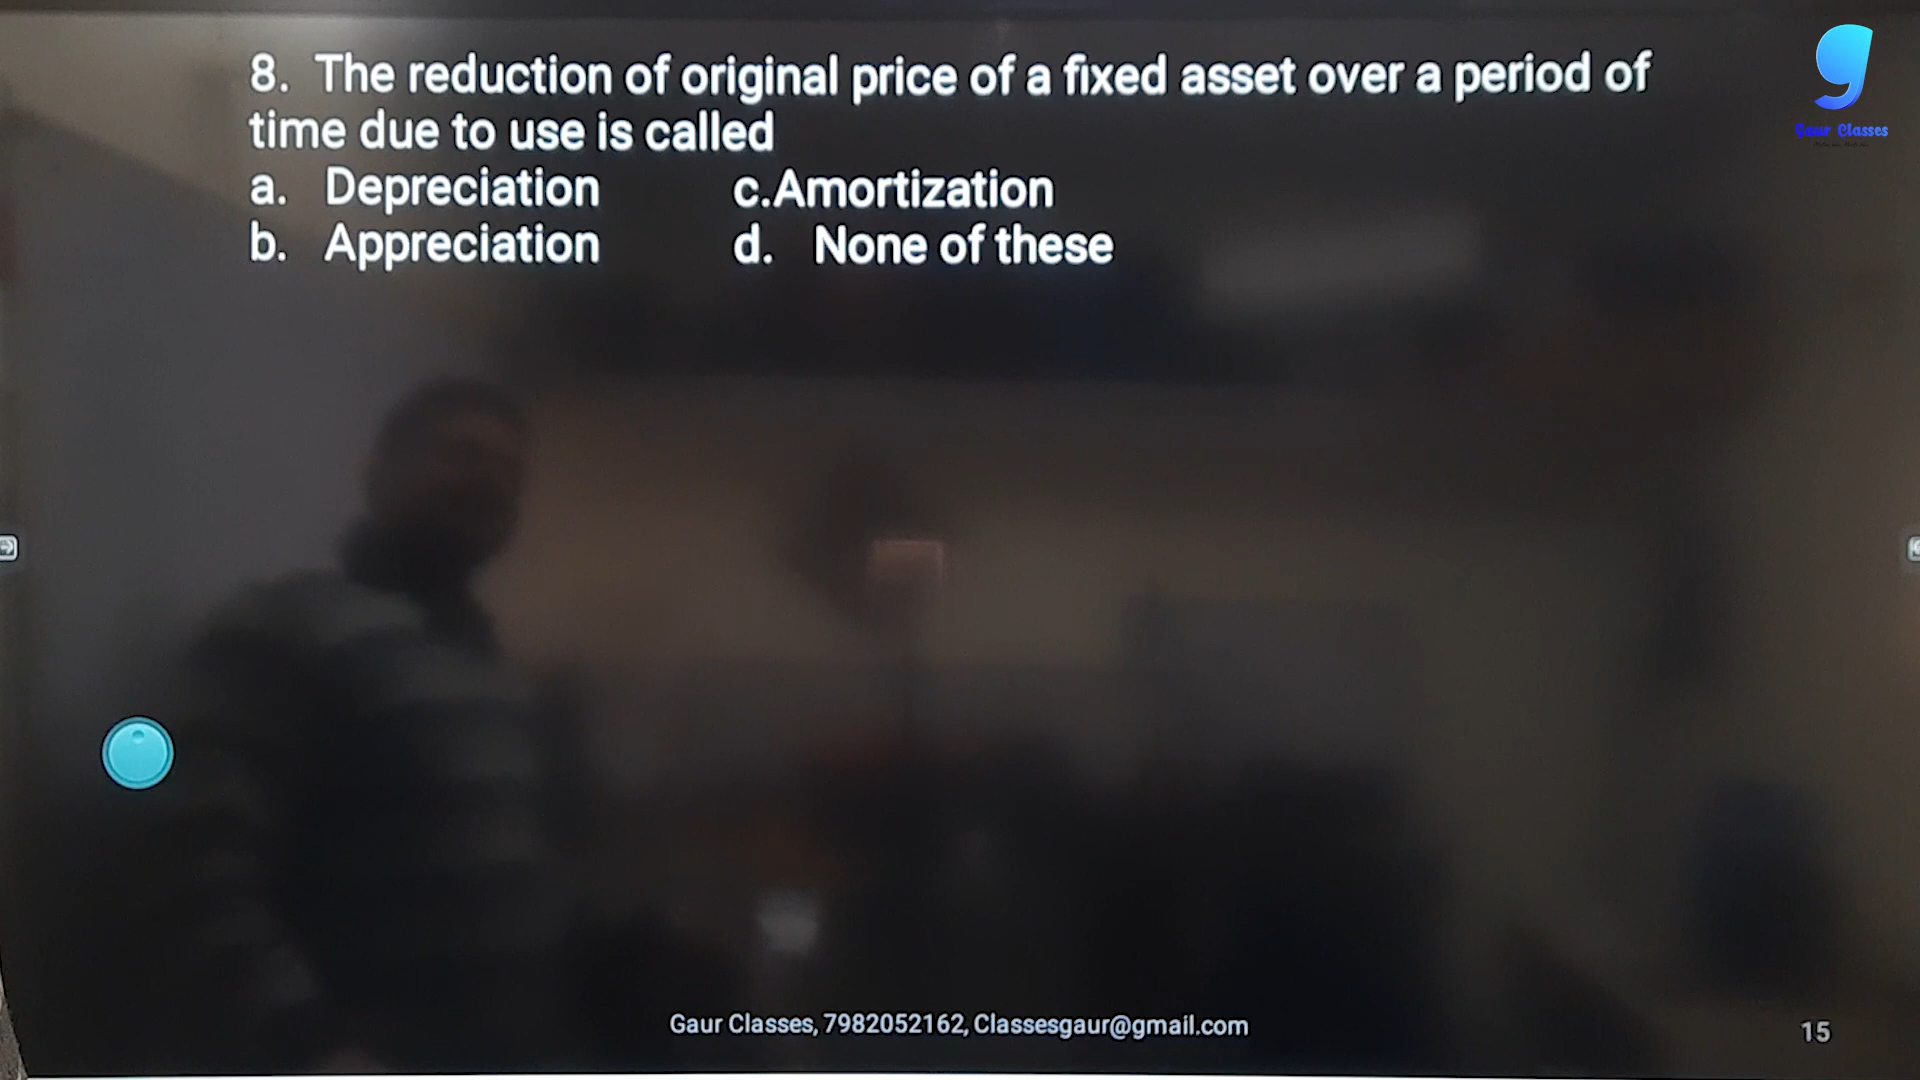 8. The reduction of original price of a fixed asset over a period of
time due to use is called
a. Depreciation c.Amortization
b. Appreciation d. None of these
g
Gaur Classes
Gaur Classes, 7982052162, Classesgaur@gmail.com
15